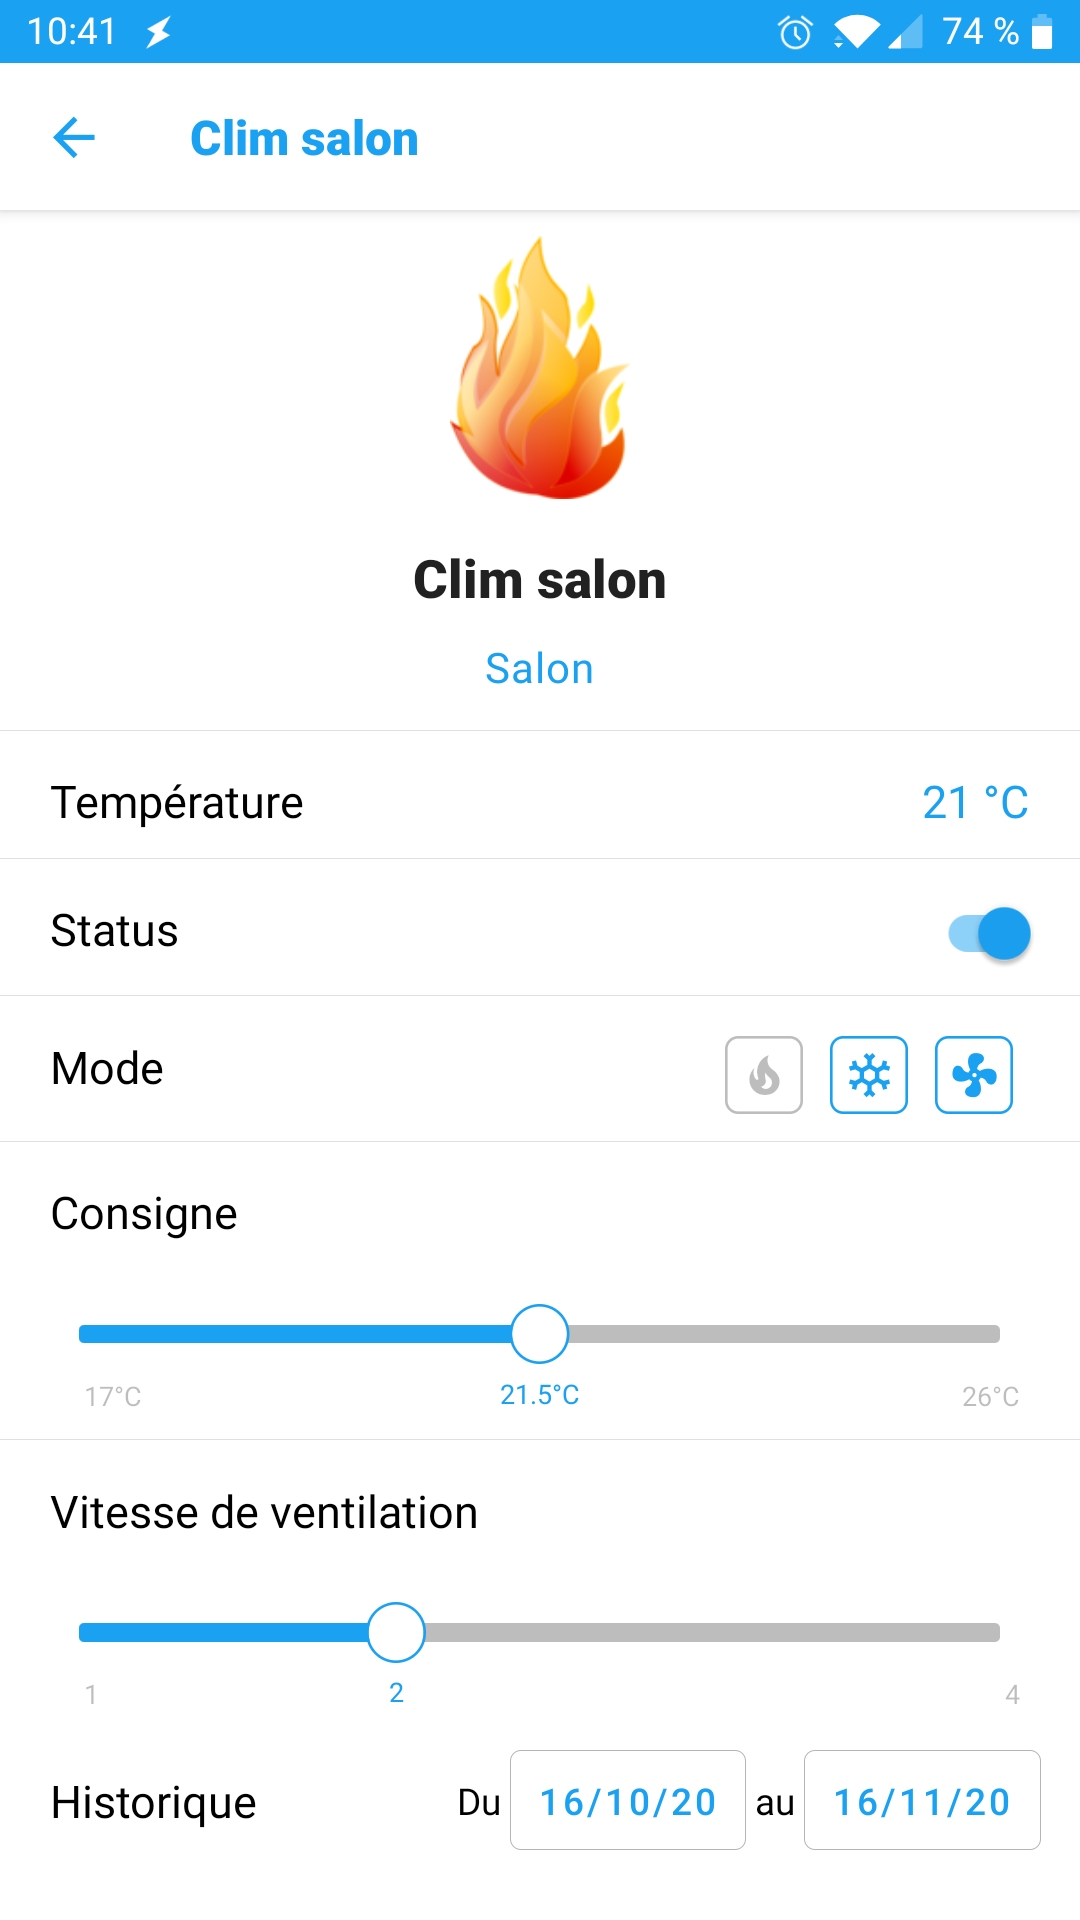 10:41 74 %
Clim salon
Clim salon
Salon
Température 21 °C
Status
Mode
Consigne
17°C 21.5°C 26°C
Vitesse de ventilation
1 2 4
Historique Du 16/10/20 au 16/11/20